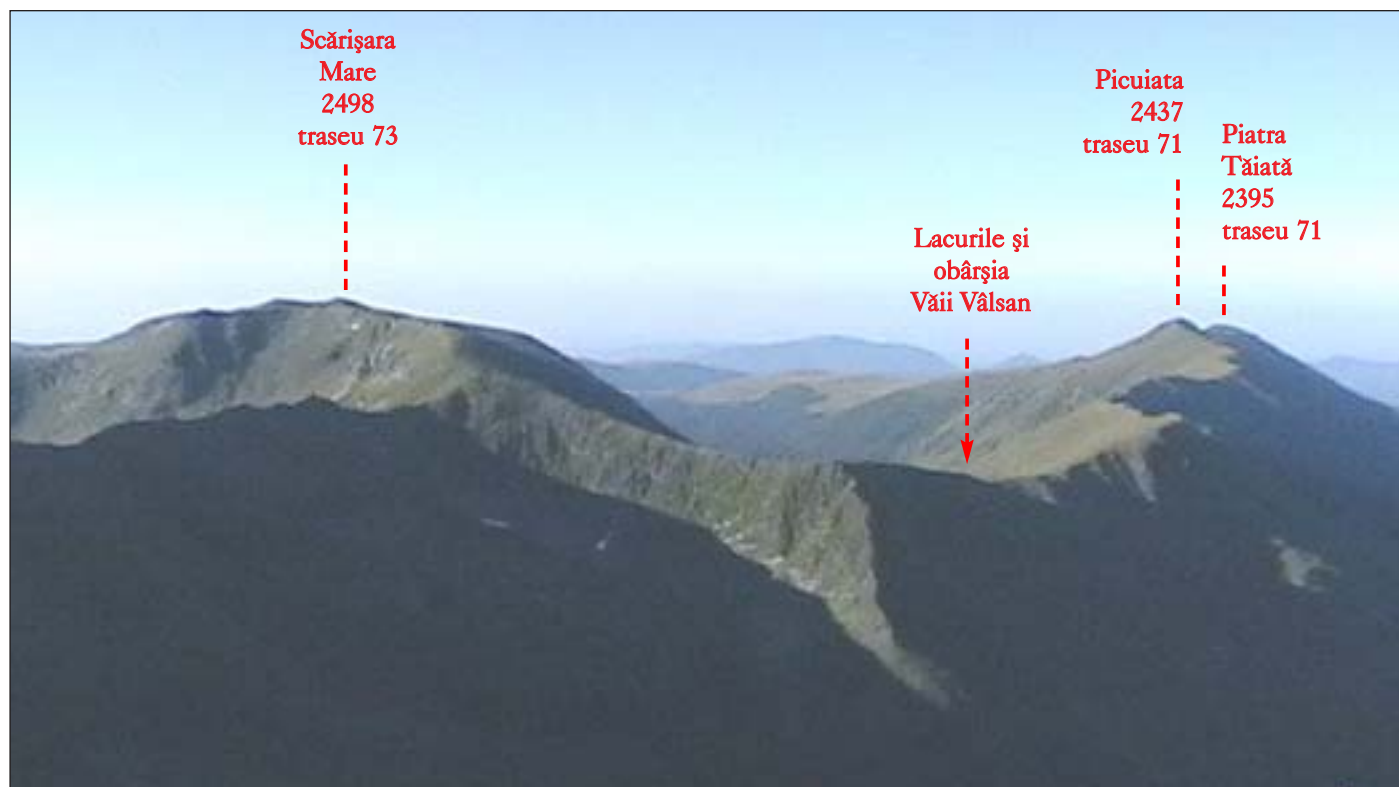 Scărişara
Mare
2498
traseu 73
Picuiata
2437
traseu 71
Piatra
Tăiată
2395
traseu 71
Lacurile şi
obârşia
Văii Vâlsan